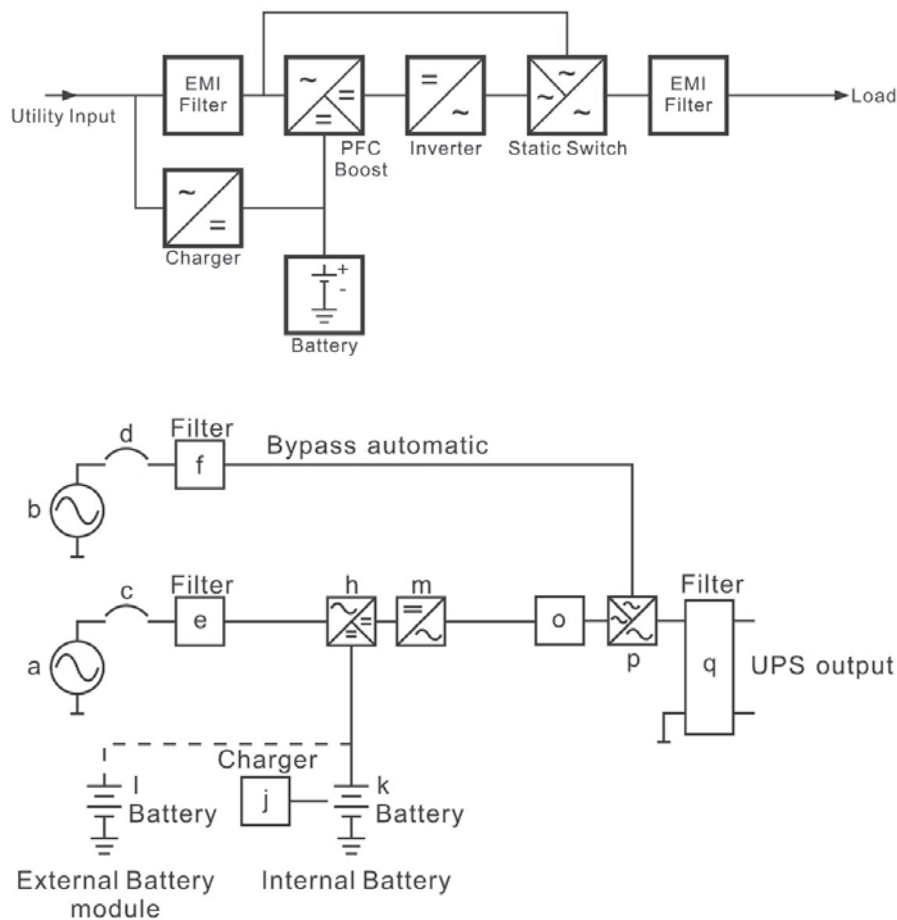 EMI
Filter
Utility Input
PFC
Boost
Inverter
Static Switch
EMI
Filter
Load
Charger
+
-
Battery
d
Filter
f
Bypass automatic
b
c
Filter
e
a
h
m
o
p
Filter
q
UPS output
l
Battery
Charger
j
k
Battery
External Battery
module
Internal Battery